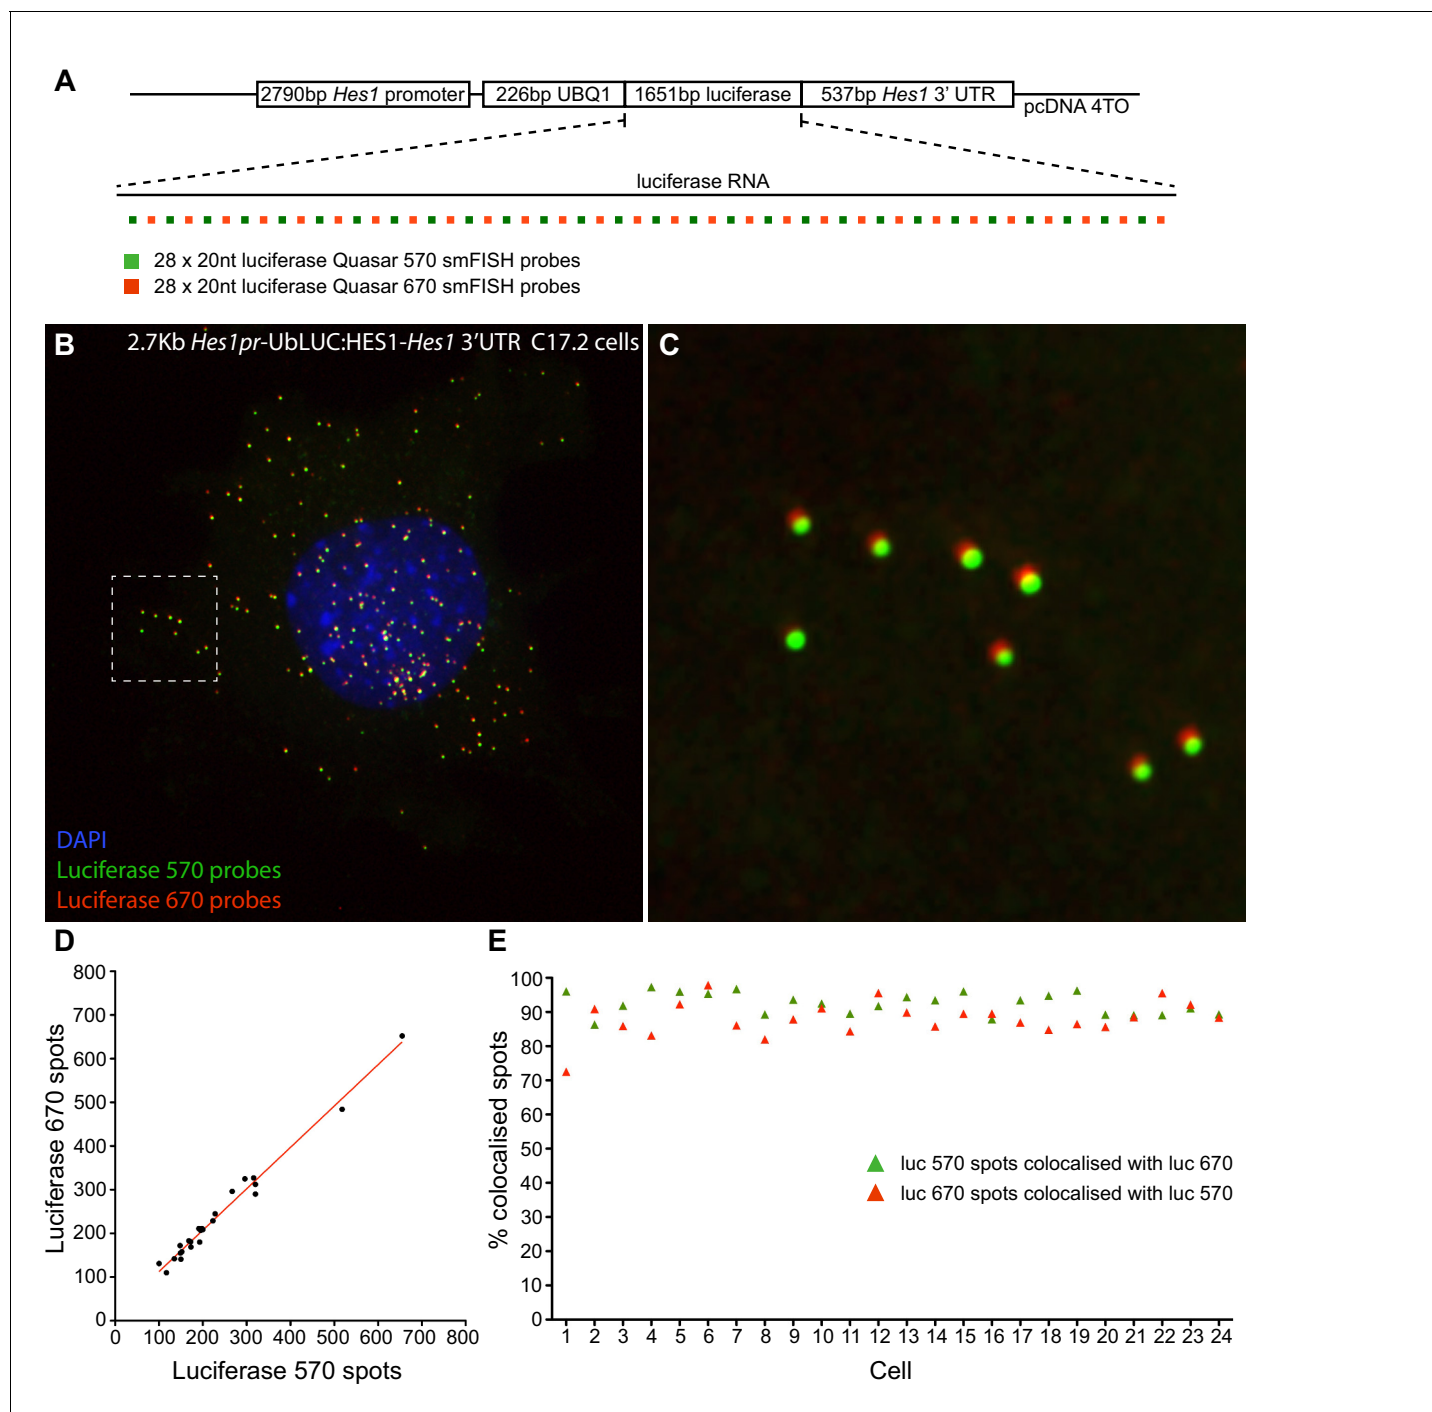 A
2790bp Hes1 promoter
226bp UBQ1
1651bp luciferase
537bp Hes1 3' UTR
pcDNA 4TO
luciferase RNA
28 x 20nt luciferase Quasar 570 smFISH probes
28 x 20nt luciferase Quasar 670 smFISH probes
B
2.7Kb Hes1pr-UbLUC:HES1-Hes1 3'UTR C17.2 cells
DAPI
Luciferase 570 probes
Luciferase 670 probes
C
D
800
700
600
500
400
300
200
100
0
0 100 200 300 400 500 600 700 800
Luciferase 670 spots
Luciferase 570 spots
E
100
90
80
70
60
50
40
30
20
10
0
1 2 3 4 5 6 7 8 9 10 11 12 13 14 15 16 17 18 19 20 21 22 23 24
% colocalised spots
luc 570 spots colocalised with luc 670
luc 670 spots colocalised with luc 570
Cell